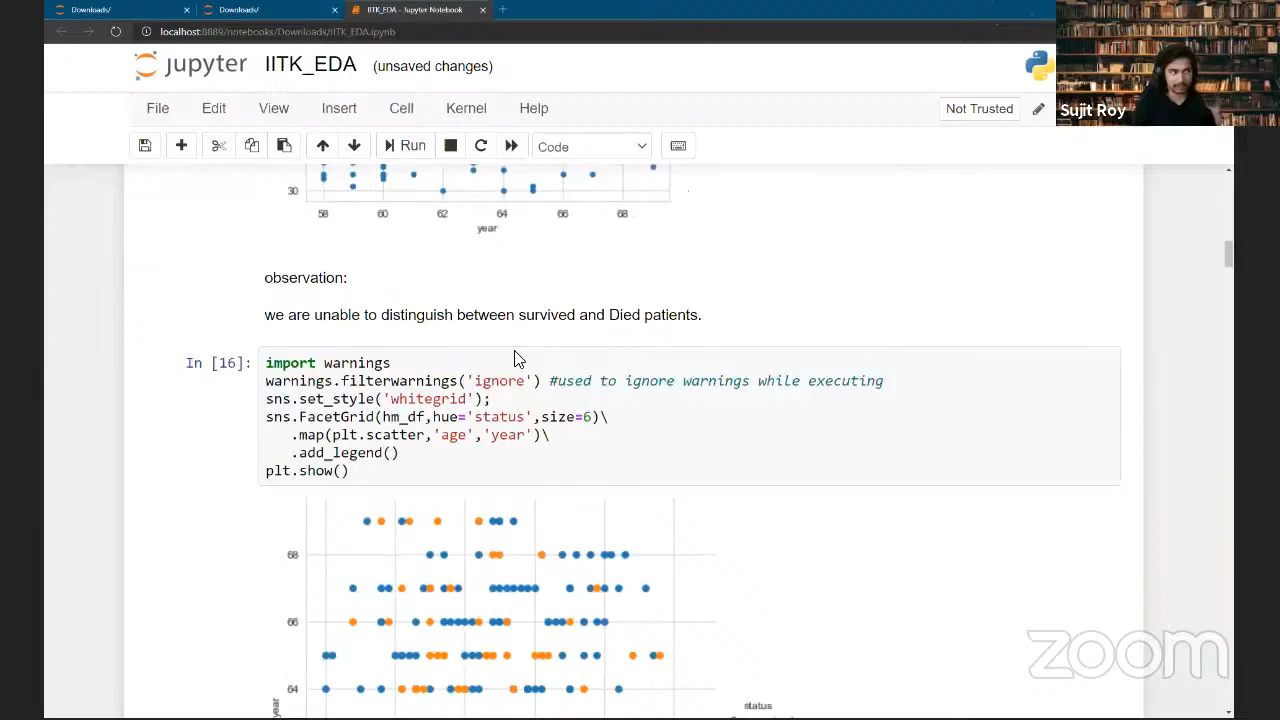 Downloads/
Downloads/
IITK_EDA - Jupyter Notebook
localhost:8889/notebooks/Downloads/IITK_EDA.ipynb
jupyter IITK_EDA (unsaved changes)
File Edit View Insert Cell Kernel Help
Not Trusted
Sujit Roy
Run
Code
30
58 60 62 64 66 68
year
observation:
we are unable to distinguish between survived and Died patients.
In [16]:
import warnings
warnings.filterwarnings('ignore') #used to ignore warnings while executing
sns.set_style('whitegrid');
sns.FacetGrid(hm_df,hue='status',size=6)\
.map(plt.scatter,'age','year')\
.add_legend()
plt.show()
68
66
64
year
status
zoom